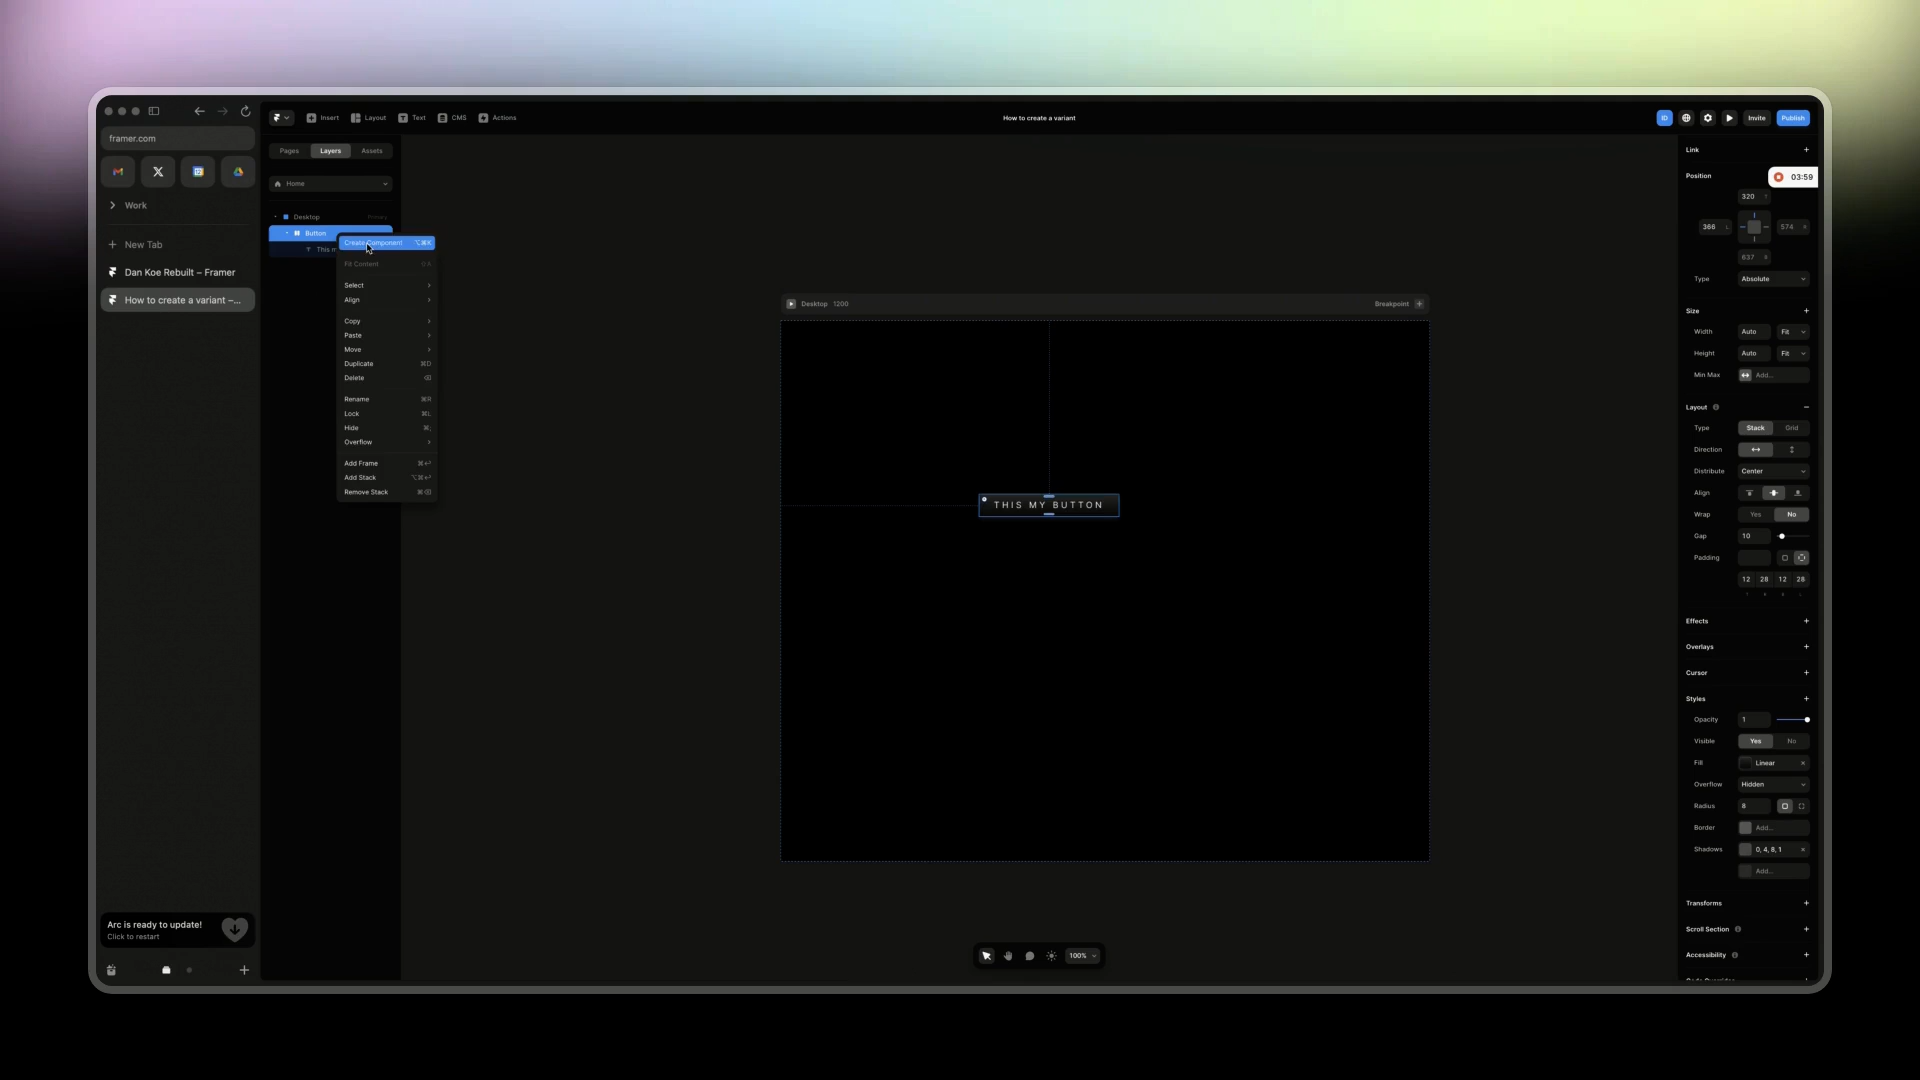 framer.com
Work
New Tab
Dan Koe Rebuilt – Framer
How to create a variant –...
Arc is ready to update!
Click to restart
Insert
Layout
Text
CMS
Actions
How to create a variant
Invite
Publish
Pages
Layers
Assets
Home
Desktop
Primary
Button
This m
Create Component ⌥⌘K
Fit Content
Select
Align
Copy
Paste
Move
Duplicate ⌘D
Delete
Rename ⌘R
Lock ⌘L
Hide ⌘;
Overflow
Add Frame ⌘↩
Add Stack ⌥⌘↩
Remove Stack ⌘⌫
Desktop 1200
Breakpoint
THIS MY BUTTON
100%
Link
Position
03:59
320 T
366 L
574 R
637 B
Type Absolute
Size
Width Auto Fit
Height Auto Fit
Min Max Add...
Layout
Type Stack Grid
Direction
Distribute Center
Align
Wrap Yes No
Gap 10
Padding
12 28 12 28
Effects
Overlays
Cursor
Styles
Opacity 1
Visible Yes No
Fill Linear
Overflow Hidden
Radius 8
Border Add...
Shadows 0, 4, 8, 1
Add...
Transforms
Scroll Section
Accessibility